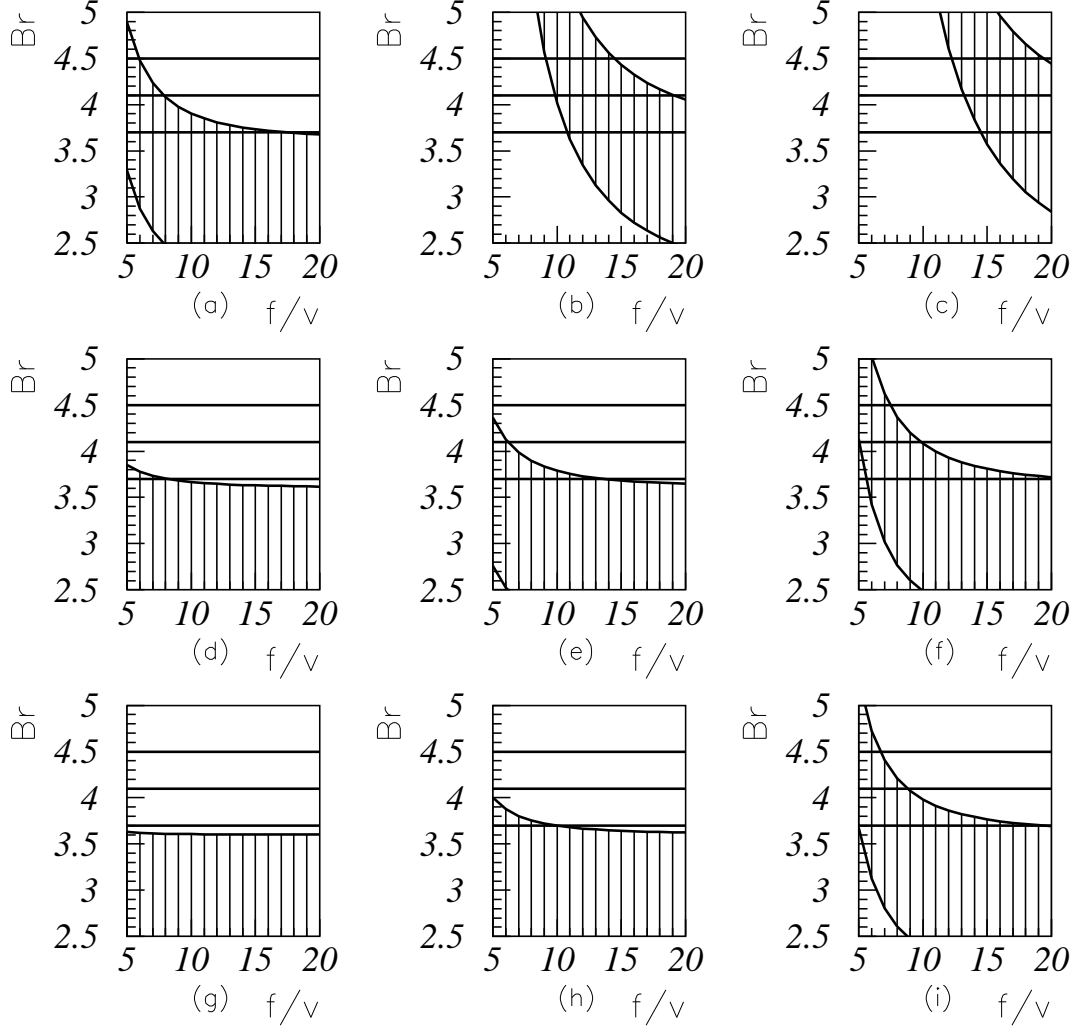 Br 5 4.5 4 3.5 3 2.5
5 10 15 20
(a) f/v
Br 5 4.5 4 3.5 3 2.5
5 10 15 20
(b) f/v
Br 5 4.5 4 3.5 3 2.5
5 10 15 20
(c) f/v
Br 5 4.5 4 3.5 3 2.5
5 10 15 20
(d) f/v
Br 5 4.5 4 3.5 3 2.5
5 10 15 20
(e) f/v
Br 5 4.5 4 3.5 3 2.5
5 10 15 20
(f) f/v
Br 5 4.5 4 3.5 3 2.5
5 10 15 20
(g) f/v
Br 5 4.5 4 3.5 3 2.5
5 10 15 20
(h) f/v
Br 5 4.5 4 3.5 3 2.5
5 10 15 20
(i) f/v